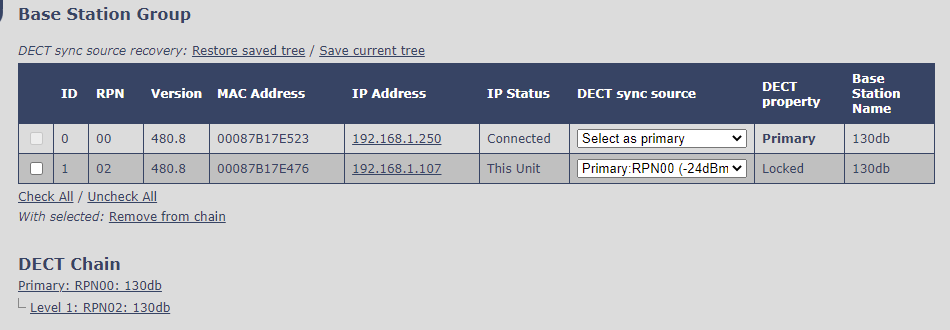 Base Station Group
DECT sync source recovery: Restore saved tree / Save current tree
ID RPN Version MAC Address IP Address IP Status DECT sync source DECT property Base Station Name
0 00 480.8 00087B17E523 192.168.1.250 Connected Select as primary Primary 130db
1 02 480.8 00087B17E476 192.168.1.107 This Unit Primary:RPN00 (-24dBm Locked 130db
Check All / Uncheck All
With selected: Remove from chain
DECT Chain
Primary: RPN00: 130db
Level 1: RPN02: 130db